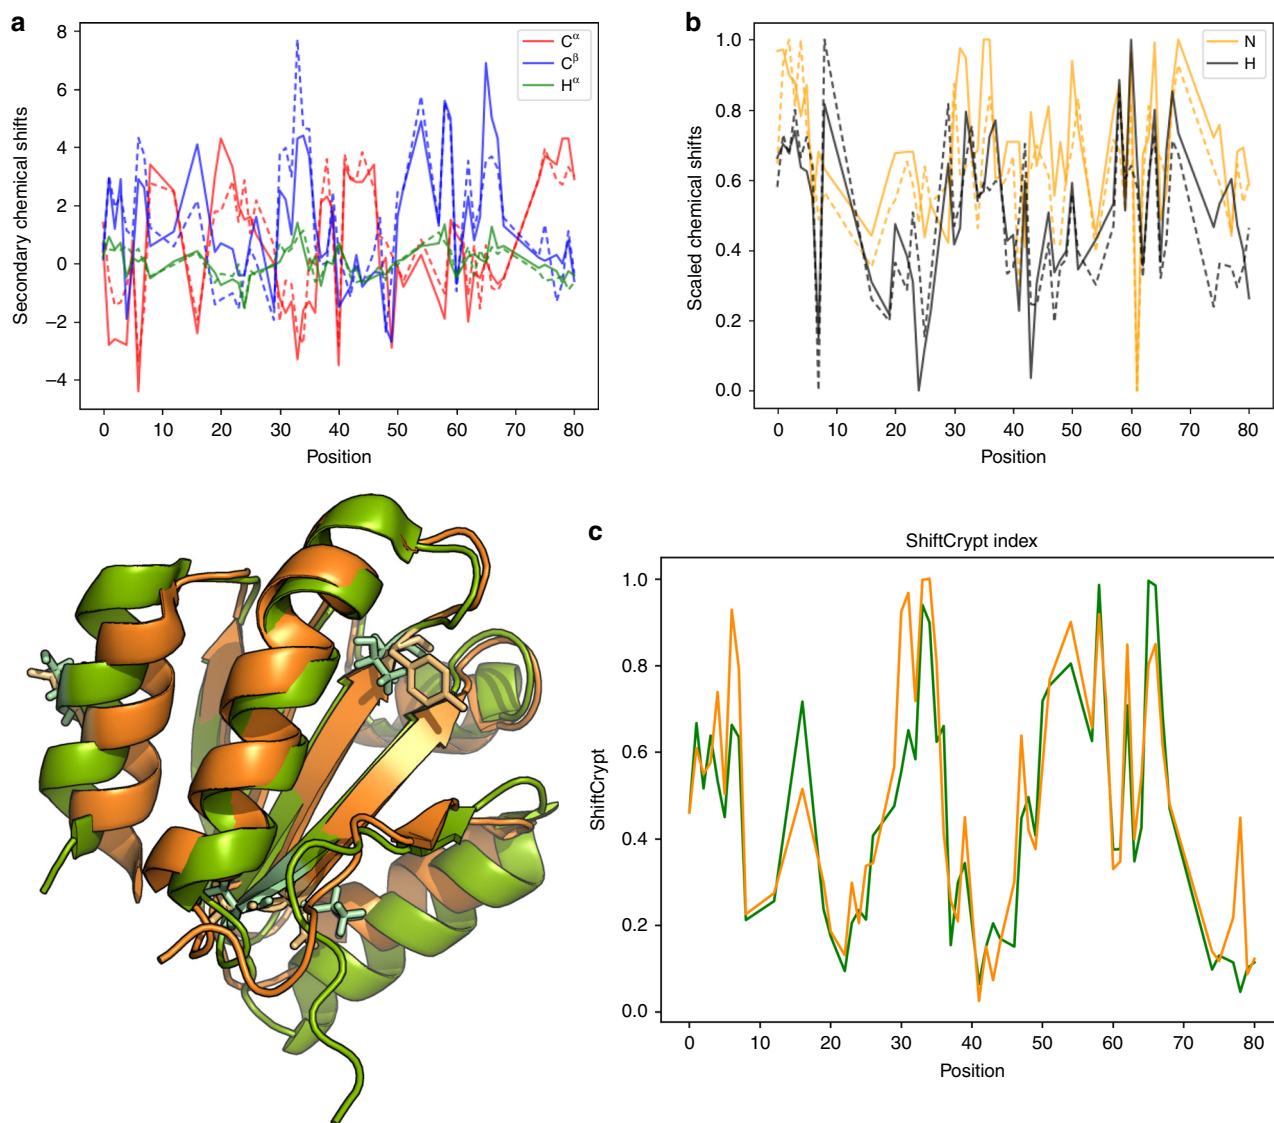 a
8
6
4
2
0
−2
−4
Secondary chemical shifts
C^α
C^β
H^α
0 10 20 30 40 50 60 70 80
Position
b
1.0
0.8
0.6
0.4
0.2
0.0
Scaled chemical shifts
N
H
0 10 20 30 40 50 60 70 80
Position
c
ShiftCrypt index
1.0
0.8
0.6
0.4
0.2
0.0
ShiftCrypt
0 10 20 30 40 50 60 70 80
Position